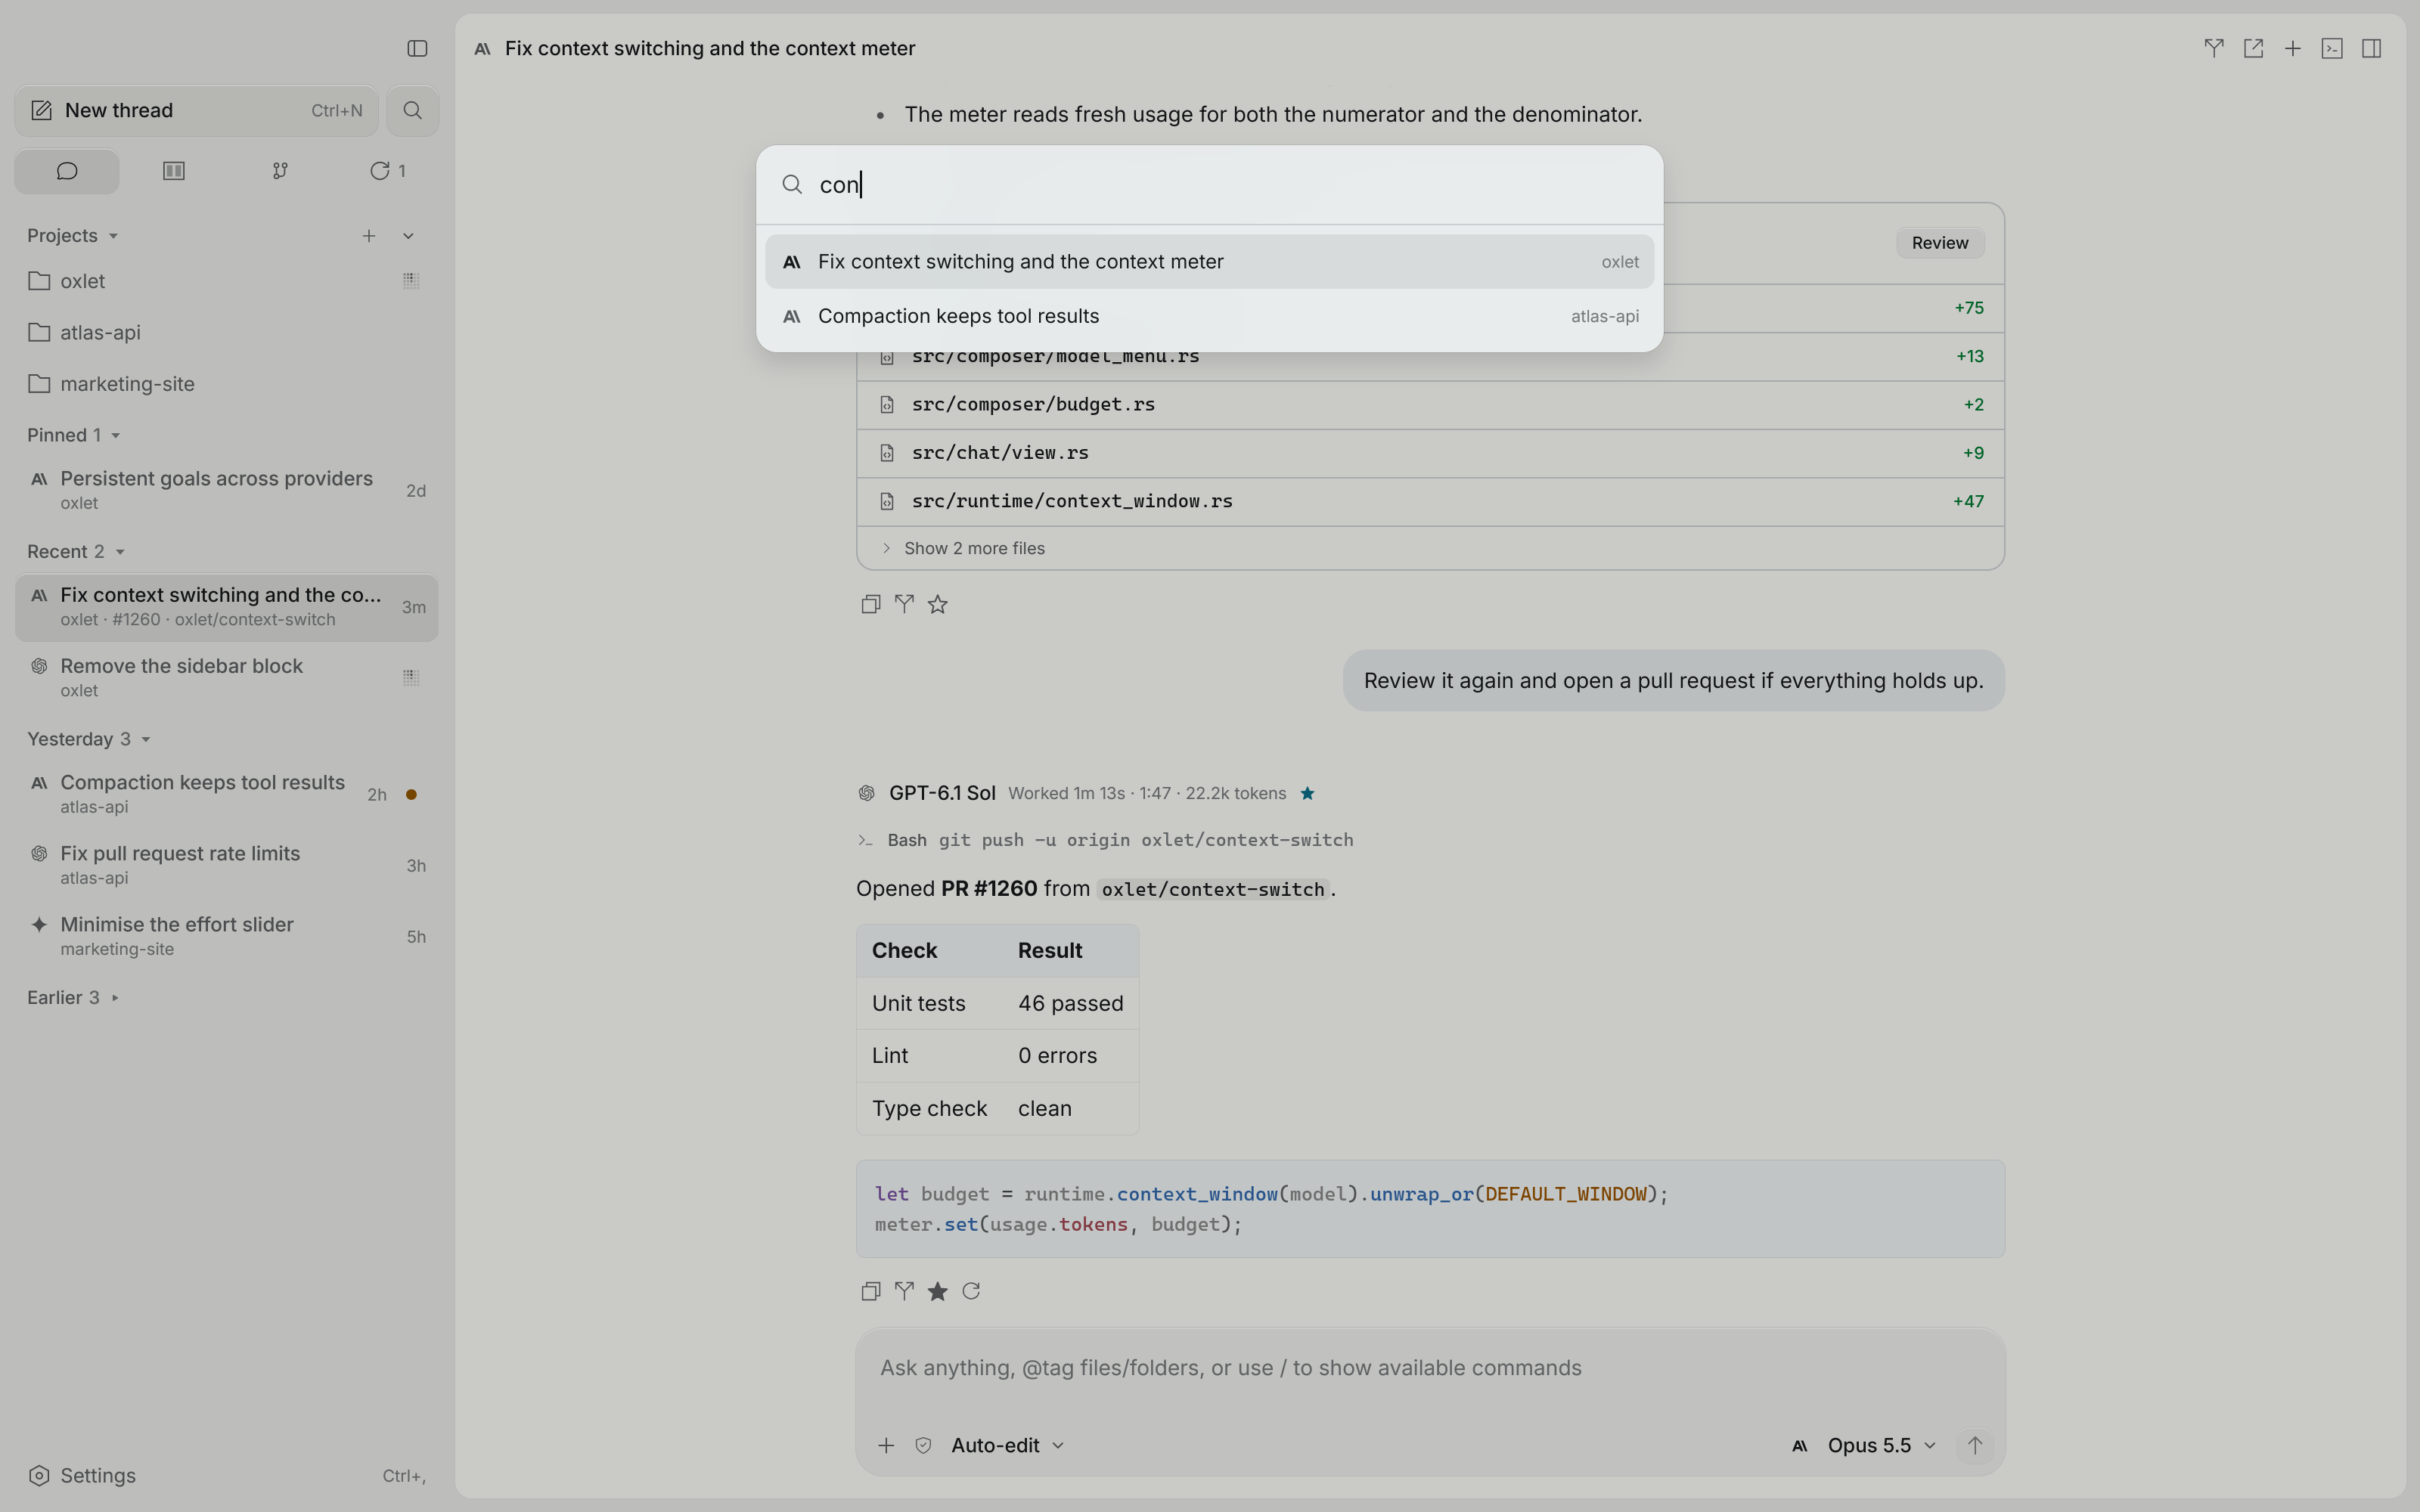 New thread
Ctrl+N
1
Projects
oxlet
atlas-api
marketing-site
Pinned 1
Persistent goals across providers
oxlet
2d
Recent 2
Fix context switching and the co...
oxlet · #1260 · oxlet/context-switch
3m
Remove the sidebar block
oxlet
Yesterday 3
Compaction keeps tool results
atlas-api
2h
Fix pull request rate limits
atlas-api
3h
Minimise the effort slider
marketing-site
5h
Earlier 3
Settings
Ctrl+,
Fix context switching and the context meter
• The meter reads fresh usage for both the numerator and the denominator.
con
Fix context switching and the context meter oxlet
Compaction keeps tool results atlas-api
Review
+75
src/composer/model_menu.rs +13
src/composer/budget.rs +2
src/chat/view.rs +9
src/runtime/context_window.rs +47
Show 2 more files
Review it again and open a pull request if everything holds up.
GPT-6.1 Sol Worked 1m 13s · 1:47 · 22.2k tokens
Bash git push -u origin oxlet/context-switch
Opened PR #1260 from oxlet/context-switch.
Check Result
Unit tests 46 passed
Lint 0 errors
Type check clean
let budget = runtime.context_window(model).unwrap_or(DEFAULT_WINDOW);
meter.set(usage.tokens, budget);
Ask anything, @tag files/folders, or use / to show available commands
Auto-edit
Opus 5.5